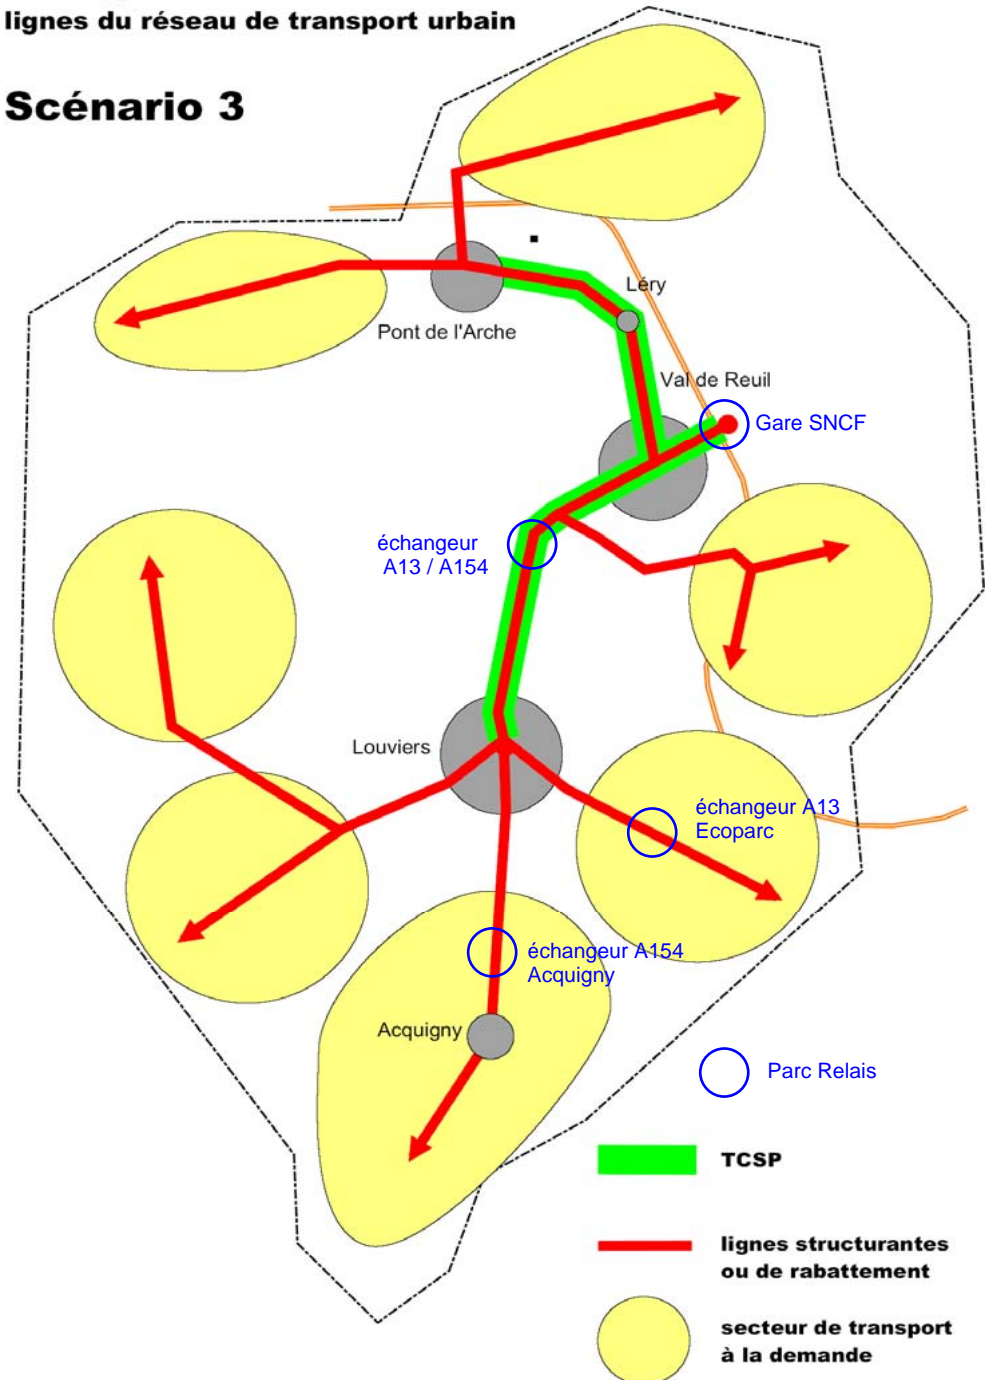 lignes du réseau de transport urbain
Scénario 3
Léry
Pont de l'Arche
Val de Reuil
Gare SNCF
échangeur
A13 / A154
Louviers
échangeur A13
Ecoparc
échangeur A154
Acquigny
Acquigny
Parc Relais
TCSP
lignes structurantes
ou de rabattement
secteur de transport
à la demande